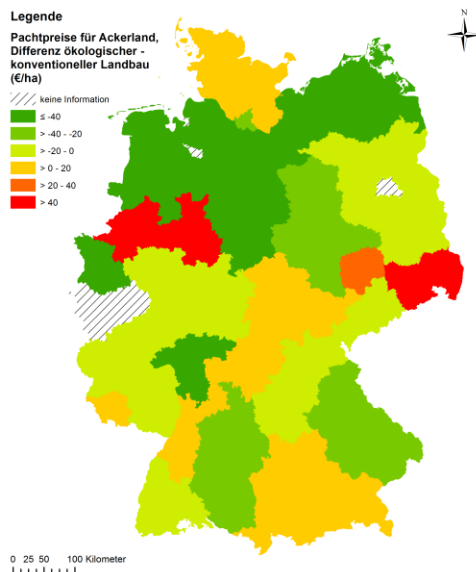 Legende
N
Pachtpreise für Ackerland,
Differenz ökologischer -
konventioneller Landbau
(€/ha)
keine Information
≤ -40
> -40 - -20
> -20 - 0
> 0 - 20
> 20 - 40
> 40
0 25 50 100 Kilometer